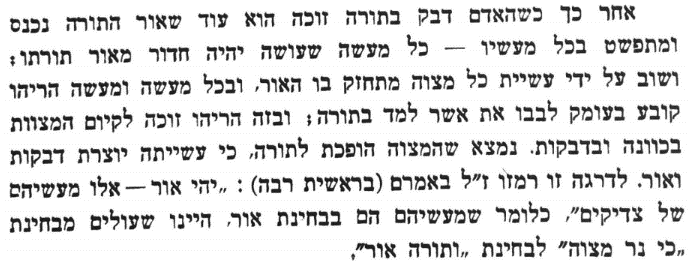 אחר כך כשהאדם דבק בתורה זוכה הוא עוד שאור התורה נכנס
ומתפשט בכל מעשיו — כל מעשה שעושה יהיה חדור מאור תורתו;
ושוב על ידי עשיית כל מצוה מתחזק בו האור, ובכל מעשה ומעשה הריהו
קובע בעומק לבבו את אשר למד בתורה; ובזה הריהו זוכה לקיום המצוות
בכוונה ובדבקות. נמצא שהמצוה הופכת לתורה, כי עשייתה יוצרת דבקות
ואור. לדרגה זו רמזו ז"ל באמרם (בראשית רבה): „יהי אור — אלו מעשיהם
של צדיקים", כלומר שמעשיהם הם בבחינת אור, היינו שעולים מבחינת
„כי נר מצוה" לבחינת „ותורה אור".